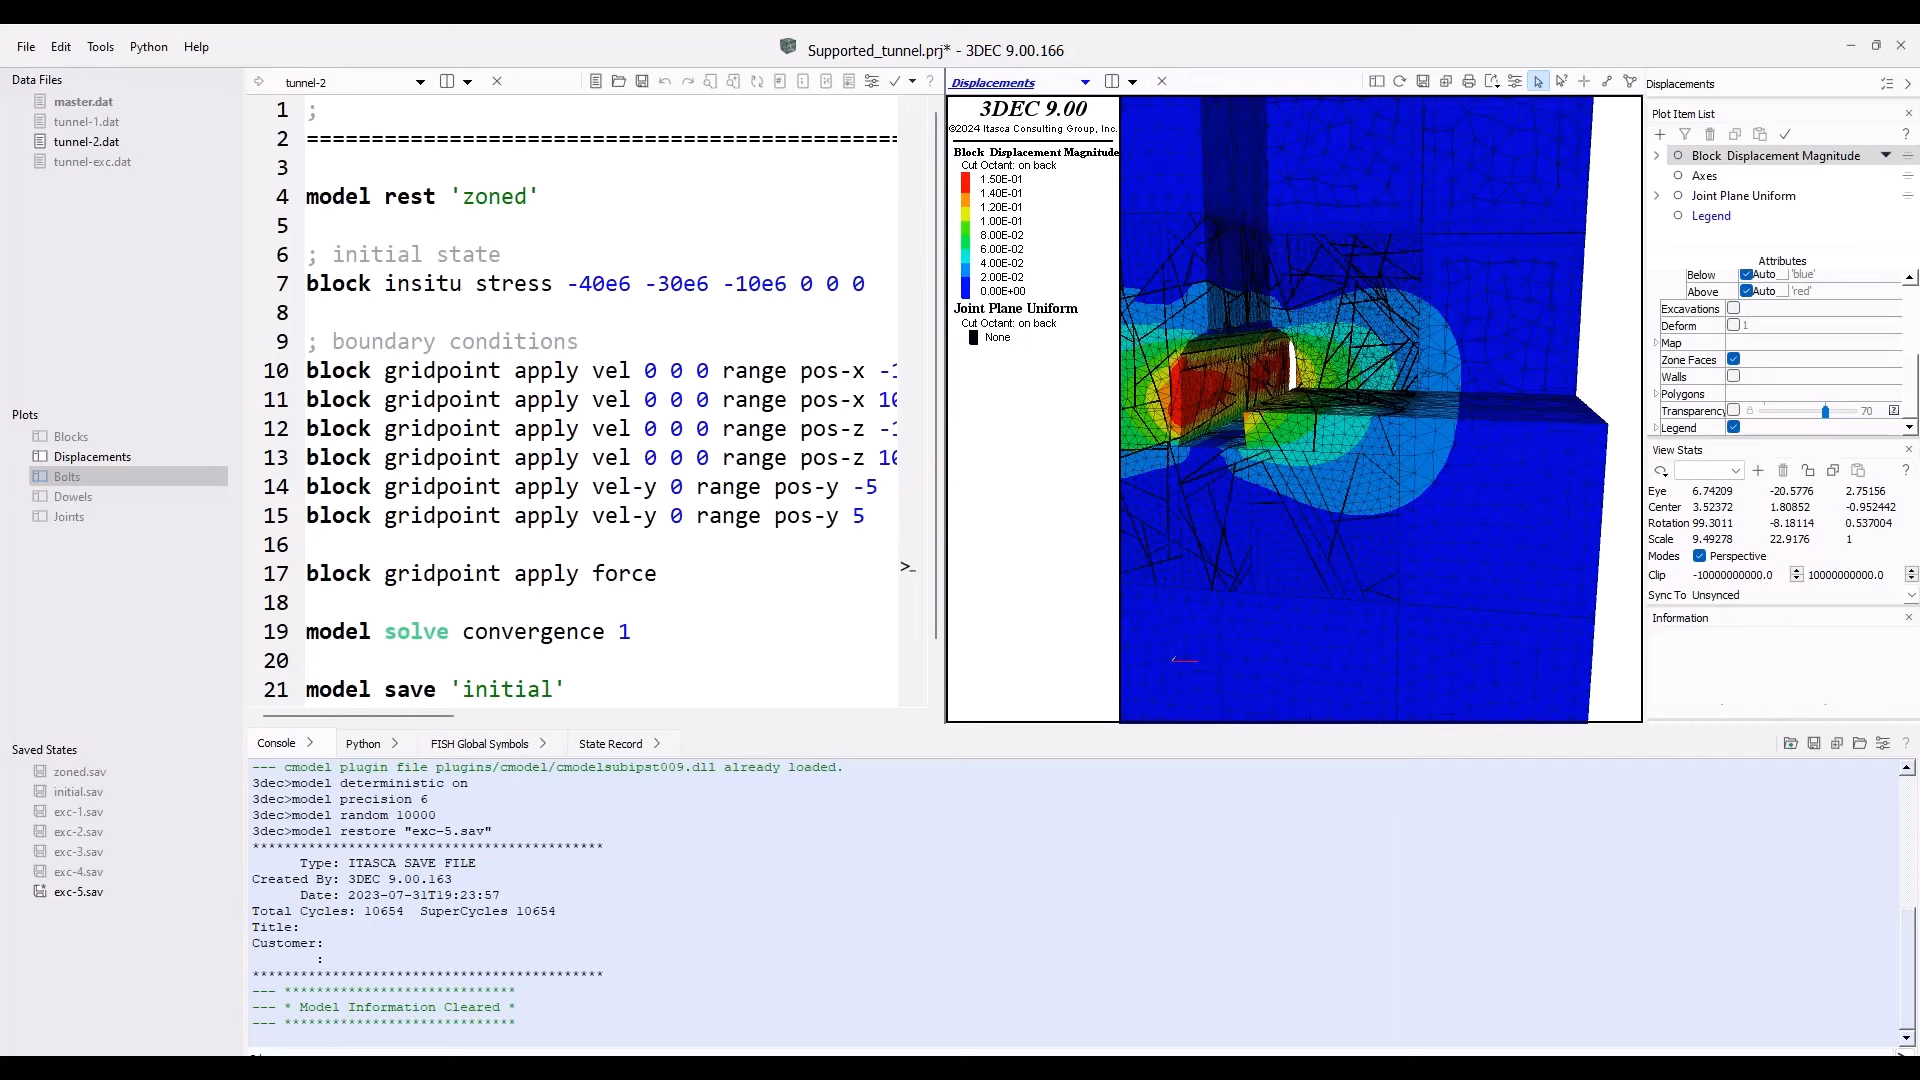 Supported_tunnel.prj* - 3DEC 9.00.166
File Edit Tools Python Help
Data Files
master.dat
tunnel-1.dat
tunnel-2.dat
tunnel-exc.dat
Plots
Blocks
Displacements
Bolts
Dowels
Joints
Saved States
zoned.sav
initial.sav
exc-1.sav
exc-2.sav
exc-3.sav
exc-4.sav
exc-5.sav
tunnel-2
1 ;
2 ==============================================
3
4 model rest 'zoned'
5
6 ; initial state
7 block insitu stress -40e6 -30e6 -10e6 0 0 0
8
9 ; boundary conditions
10 block gridpoint apply vel 0 0 0 range pos-x -1
11 block gridpoint apply vel 0 0 0 range pos-x 10
12 block gridpoint apply vel 0 0 0 range pos-z -1
13 block gridpoint apply vel 0 0 0 range pos-z 10
14 block gridpoint apply vel-y 0 range pos-y -5
15 block gridpoint apply vel-y 0 range pos-y 5
16
17 block gridpoint apply force
18
19 model solve convergence 1
20
21 model save 'initial'
>_
Displacements
3DEC 9.00
©2024 Itasca Consulting Group, Inc.
Block Displacement Magnitude
Cut Octant: on back
1.50E-01
1.40E-01
1.20E-01
1.00E-01
8.00E-02
6.00E-02
4.00E-02
2.00E-02
0.00E+00
Joint Plane Uniform
Cut Octant: on back
None
Displacements
Plot Item List
Block Displacement Magnitude
Axes
Joint Plane Uniform
Legend
Attributes
Below Auto 'blue'
Above Auto 'red'
Excavations
Deform 1
Map
Zone Faces
Walls
Polygons
Transparency 70
Legend
View Stats
Eye 6.74209 -20.5776 2.75156
Center 3.52372 1.80852 -0.952442
Rotation 99.3011 -8.18114 0.537004
Scale 9.49278 22.9176 1
Modes Perspective
Clip -10000000000.0 10000000000.0
Sync To Unsynced
Information
Console Python FISH Global Symbols State Record
--- cmodel plugin file plugins/cmodel/cmodelsubipst009.dll already loaded.
3dec>model deterministic on
3dec>model precision 6
3dec>model random 10000
3dec>model restore "exc-5.sav"
********************************************
Type: ITASCA SAVE FILE
Created By: 3DEC 9.00.163
Date: 2023-07-31T19:23:57
Total Cycles: 10654 SuperCycles 10654
Title:
Customer:
:
********************************************
--- *****************************
--- * Model Information Cleared *
--- *****************************